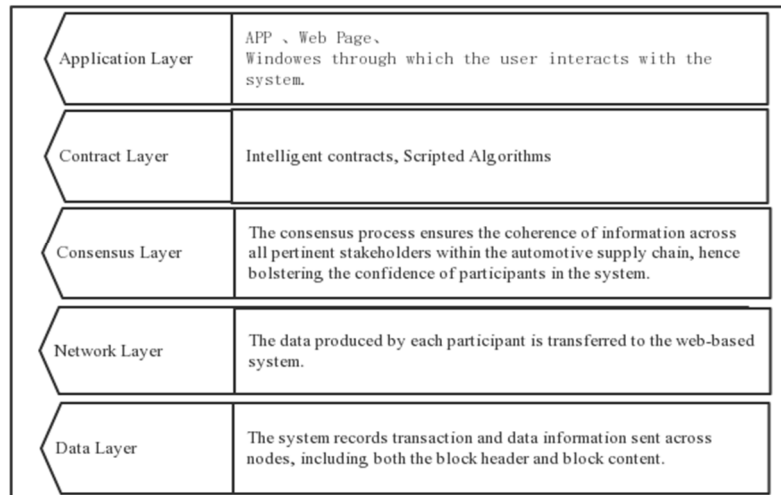 Application Layer
APP 、Web Page、
Windowes through which the user interacts with the
system.
Contract Layer
Intelligent contracts, Scripted Algorithms
Consensus Layer
The consensus process ensures the coherence of information across
all pertinent stakeholders within the automotive supply chain, hence
bolstering the confidence of participants in the system.
Network Layer
The data produced by each participant is transferred to the web-based
system.
Data Layer
The system records transaction and data information sent across
nodes, including both the block header and block content.